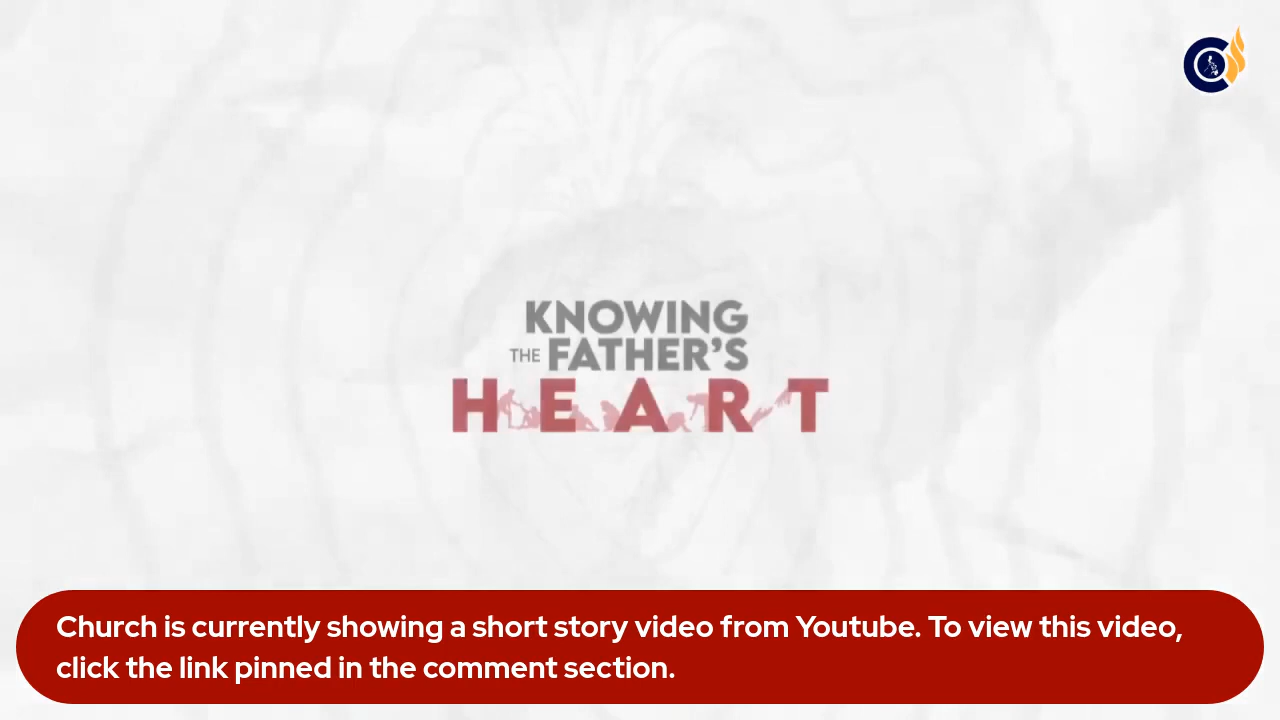 KNOWING
THE FATHER'S
HEART
Church is currently showing a short story video from Youtube. To view this video,
click the link pinned in the comment section.